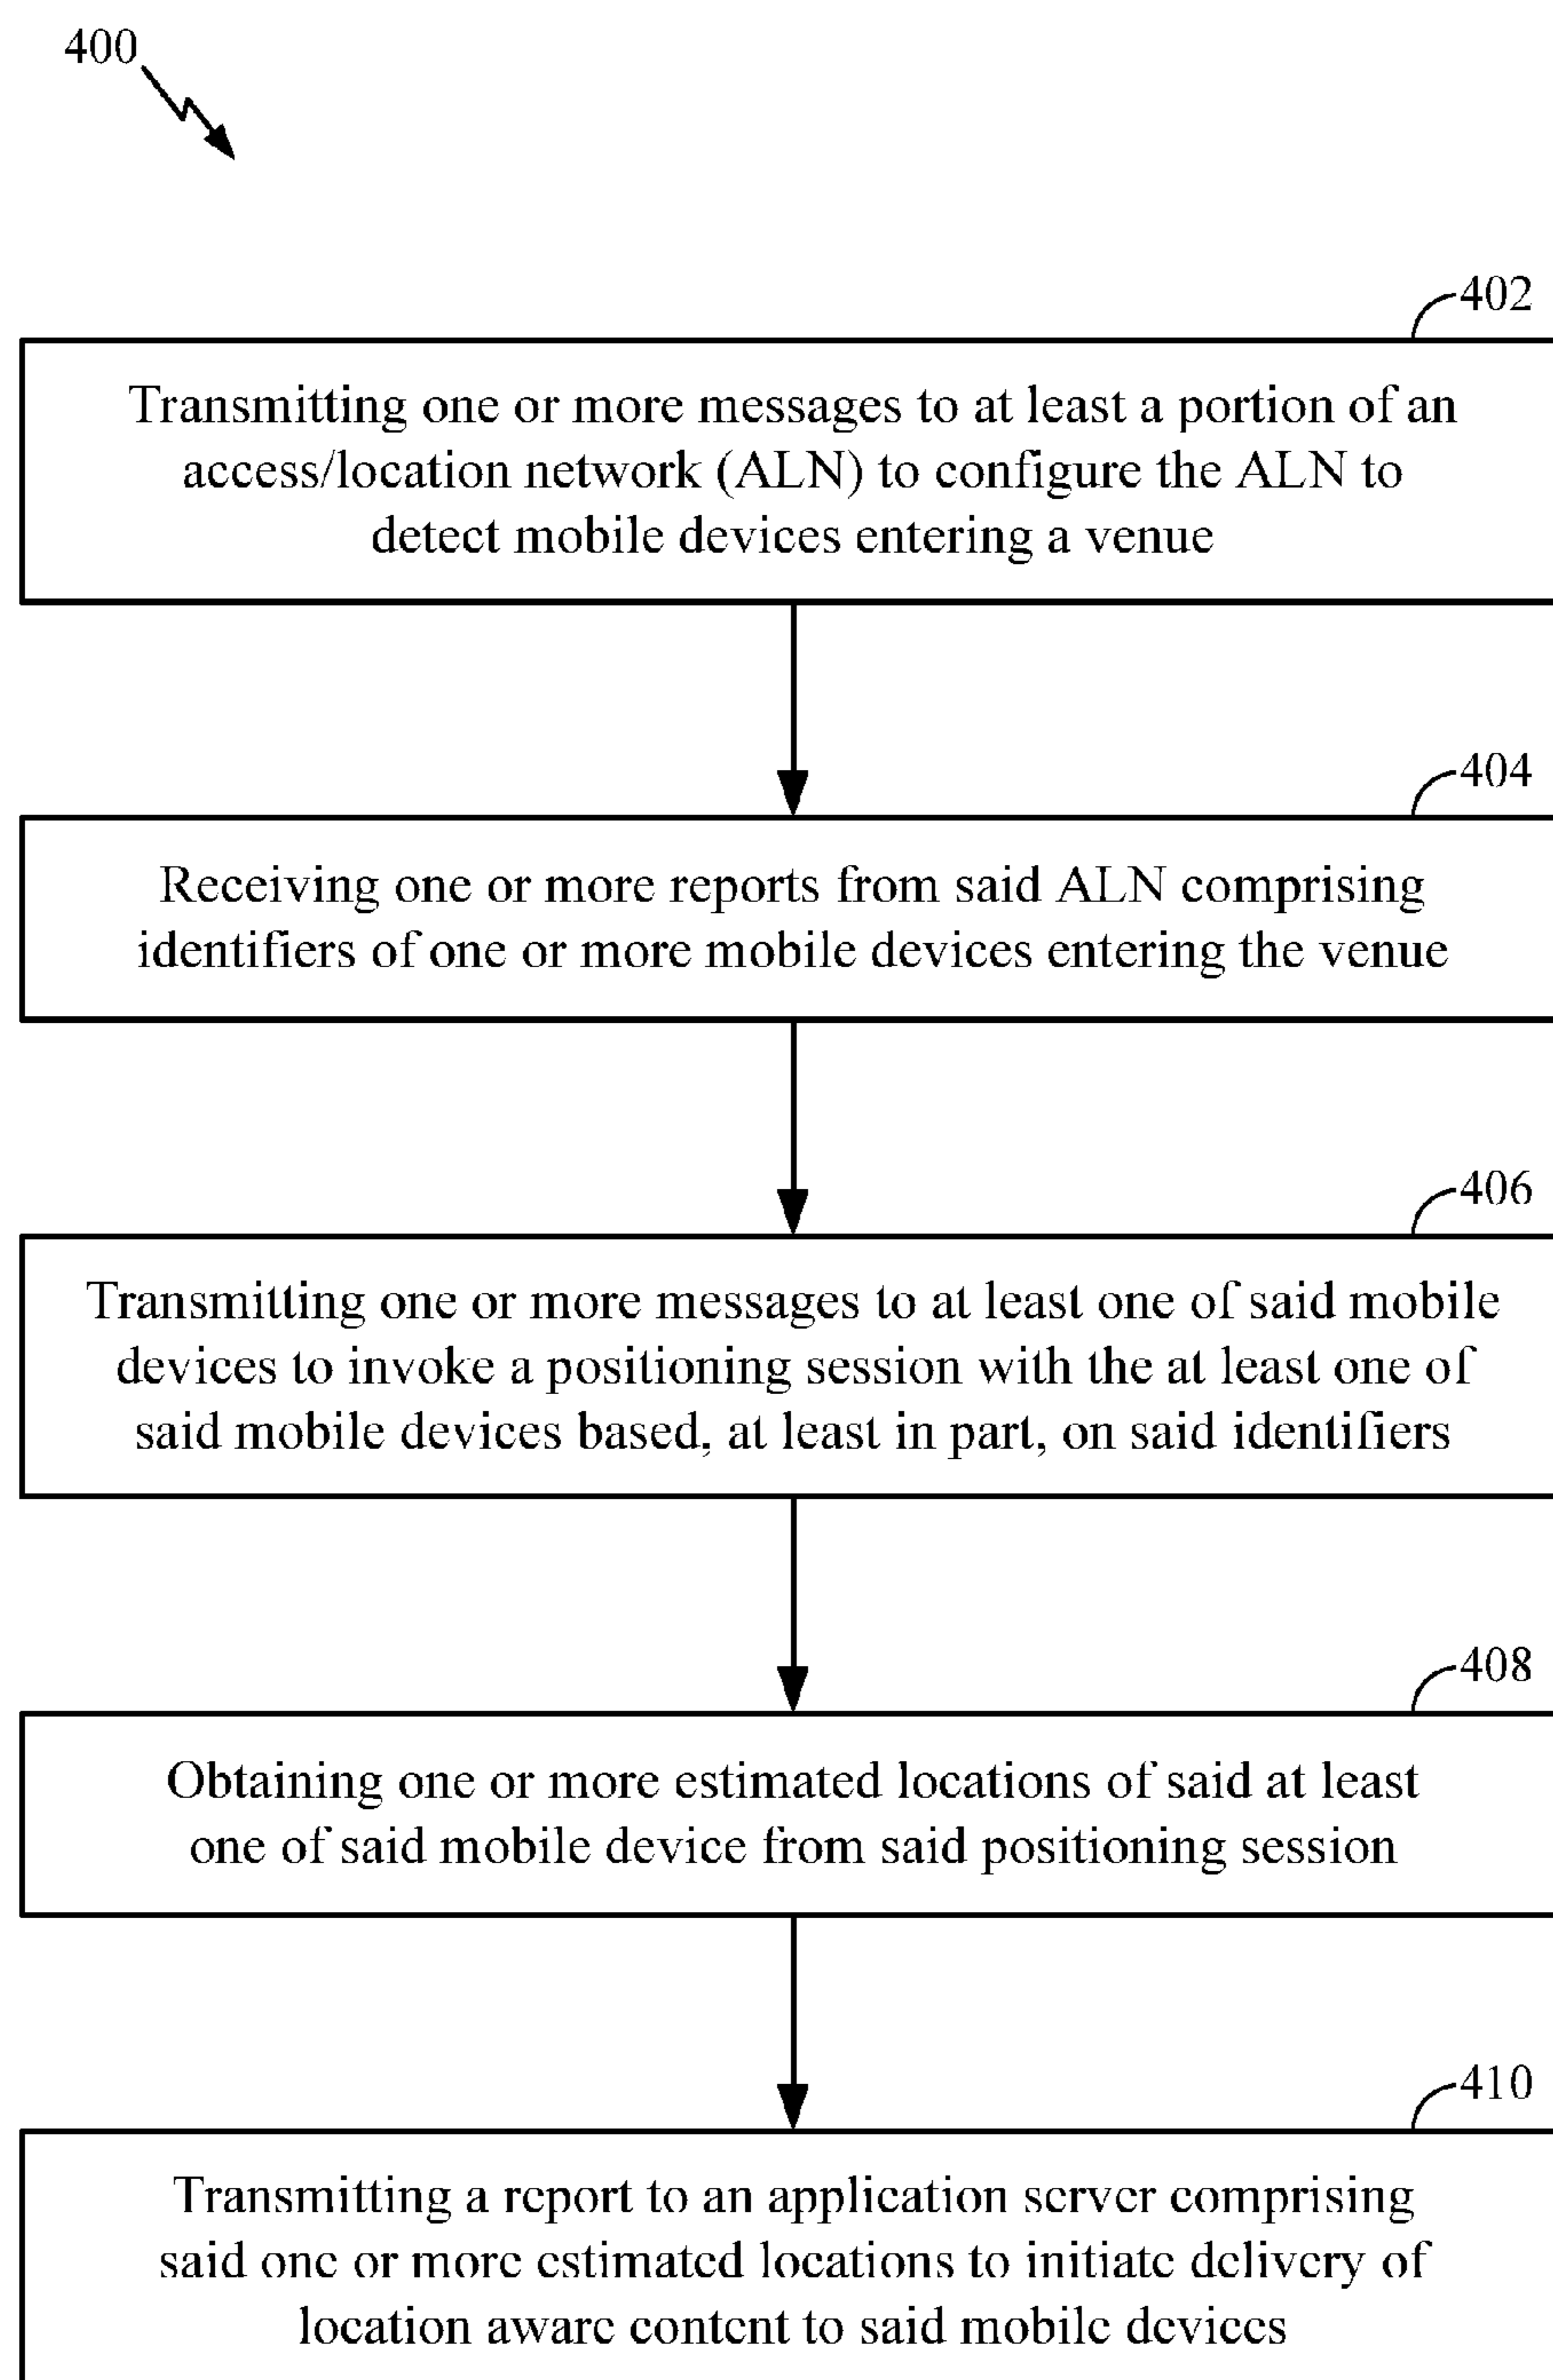 400
402
Transmitting one or more messages to at least a portion of an
access/location network (ALN) to configure the ALN to
detect mobile devices entering a venue
404
Receiving one or more reports from said ALN comprising
identifiers of one or more mobile devices entering the venue
406
Transmitting one or more messages to at least one of said mobile
devices to invoke a positioning session with the at least one of
said mobile devices based, at least in part, on said identifiers
408
Obtaining one or more estimated locations of said at least
one of said mobile device from said positioning session
410
Transmitting a report to an application server comprising
said one or more estimated locations to initiate delivery of
location aware content to said mobile devices